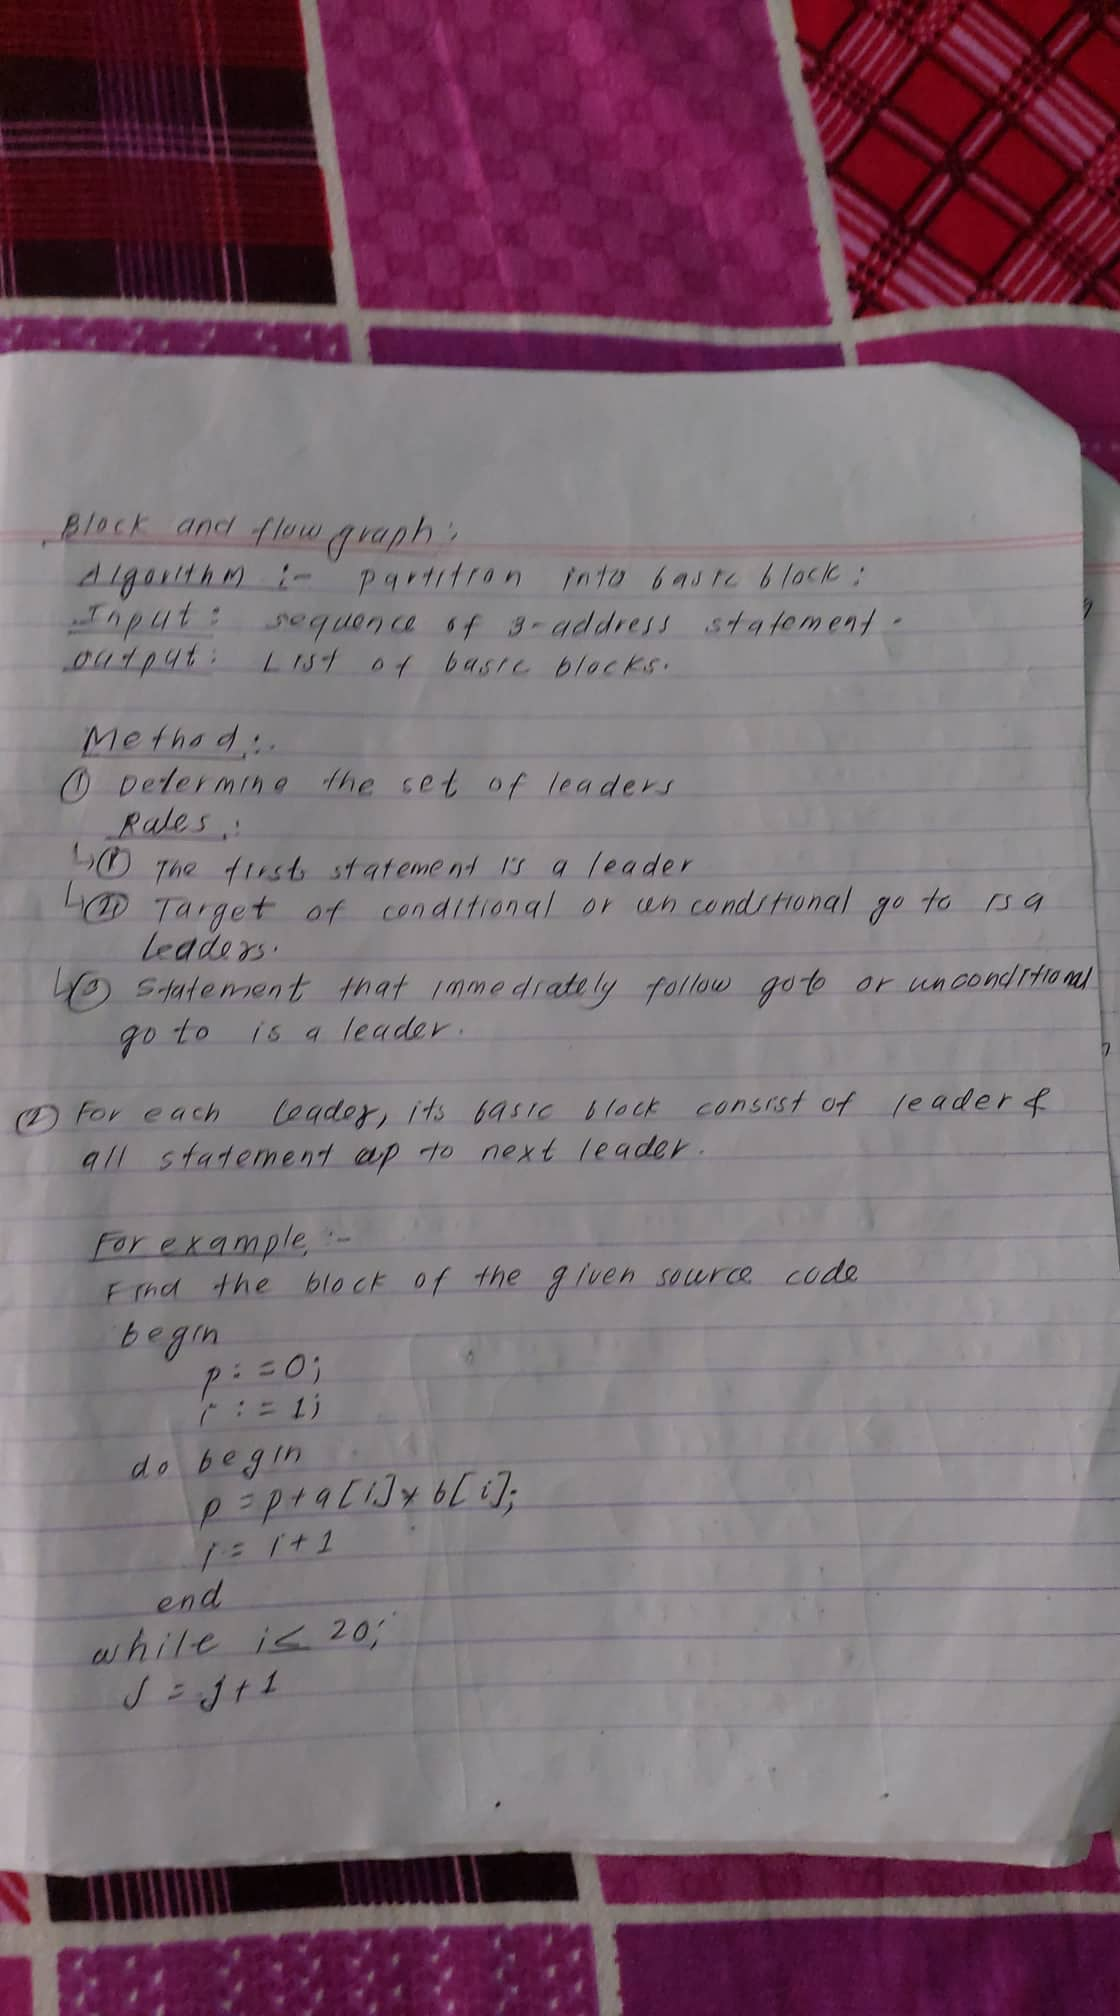 Block and flow graph :
Algorithm :- partition into basic block :
Input : sequence of 3-address statement .
output : List of basic blocks.
Method :.
① Determine the set of leaders
Rules :
↳① The first statement is a leader
↳② Target of conditional or un conditional go to is a
leaders.
↳③ statement that immediately follow goto or unconditional
go to is a leader.
② For each leader, its basic block consist of leader &
all statement up to next leader.
For example, :-
Find the block of the given source code
begin
p : = 0;
i : = 1;
do begin
p = p + a [i] * b[i];
i = i + 1
end
while i ≤ 20;
J = j + 1